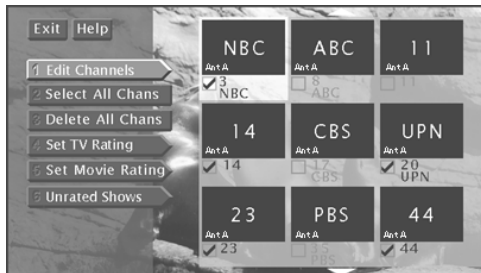 Exit Help
1 Edit Channels
2 Select All Chans
3 Delete All Chans
4 Set TV Rating
5 Set Movie Rating
6 Unrated Shows
NBC ABC 11
Ant A Ant A Ant A
3 8 11
NBC ABC
14 CBS UPN
Ant A Ant A Ant A
14 17 20
CBS UPN
23 PBS 44
Ant A Ant A Ant A
23 35 44
PBS